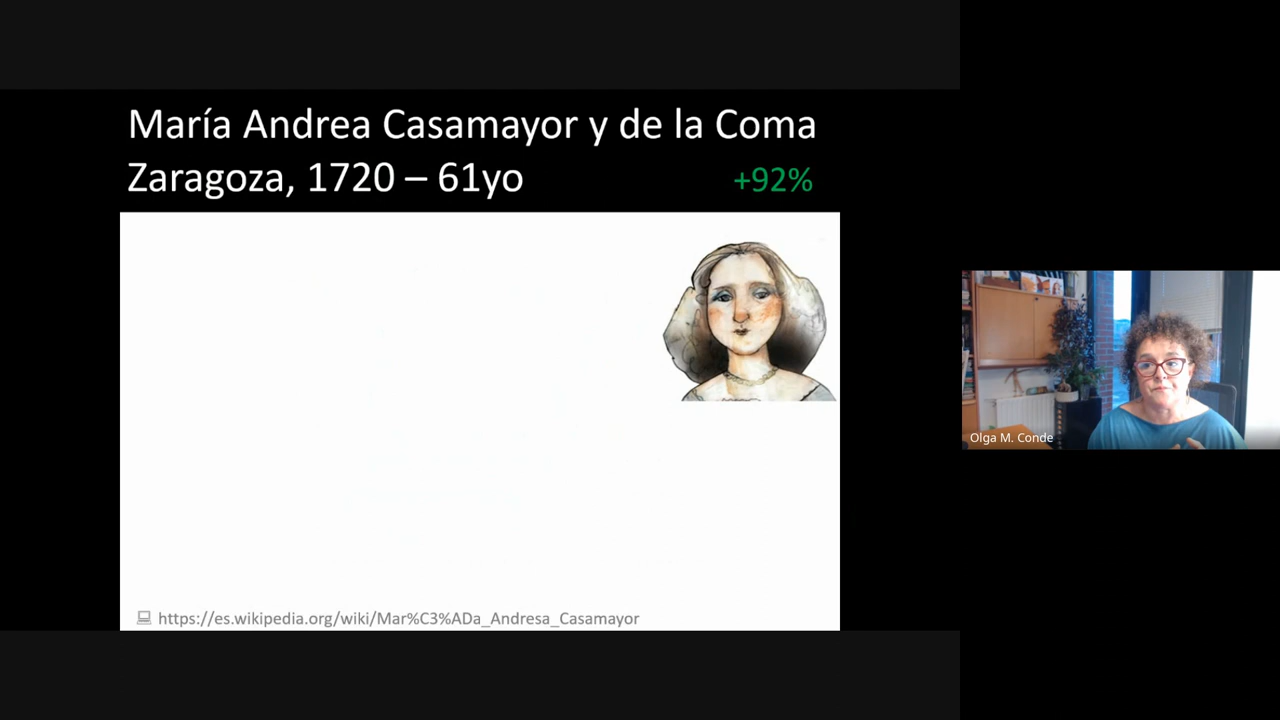 María Andrea Casamayor y de la Coma
Zaragoza, 1720 – 61yo
+92%
https://es.wikipedia.org/wiki/Mar%C3%ADa_Andresa_Casamayor
Olga M. Conde